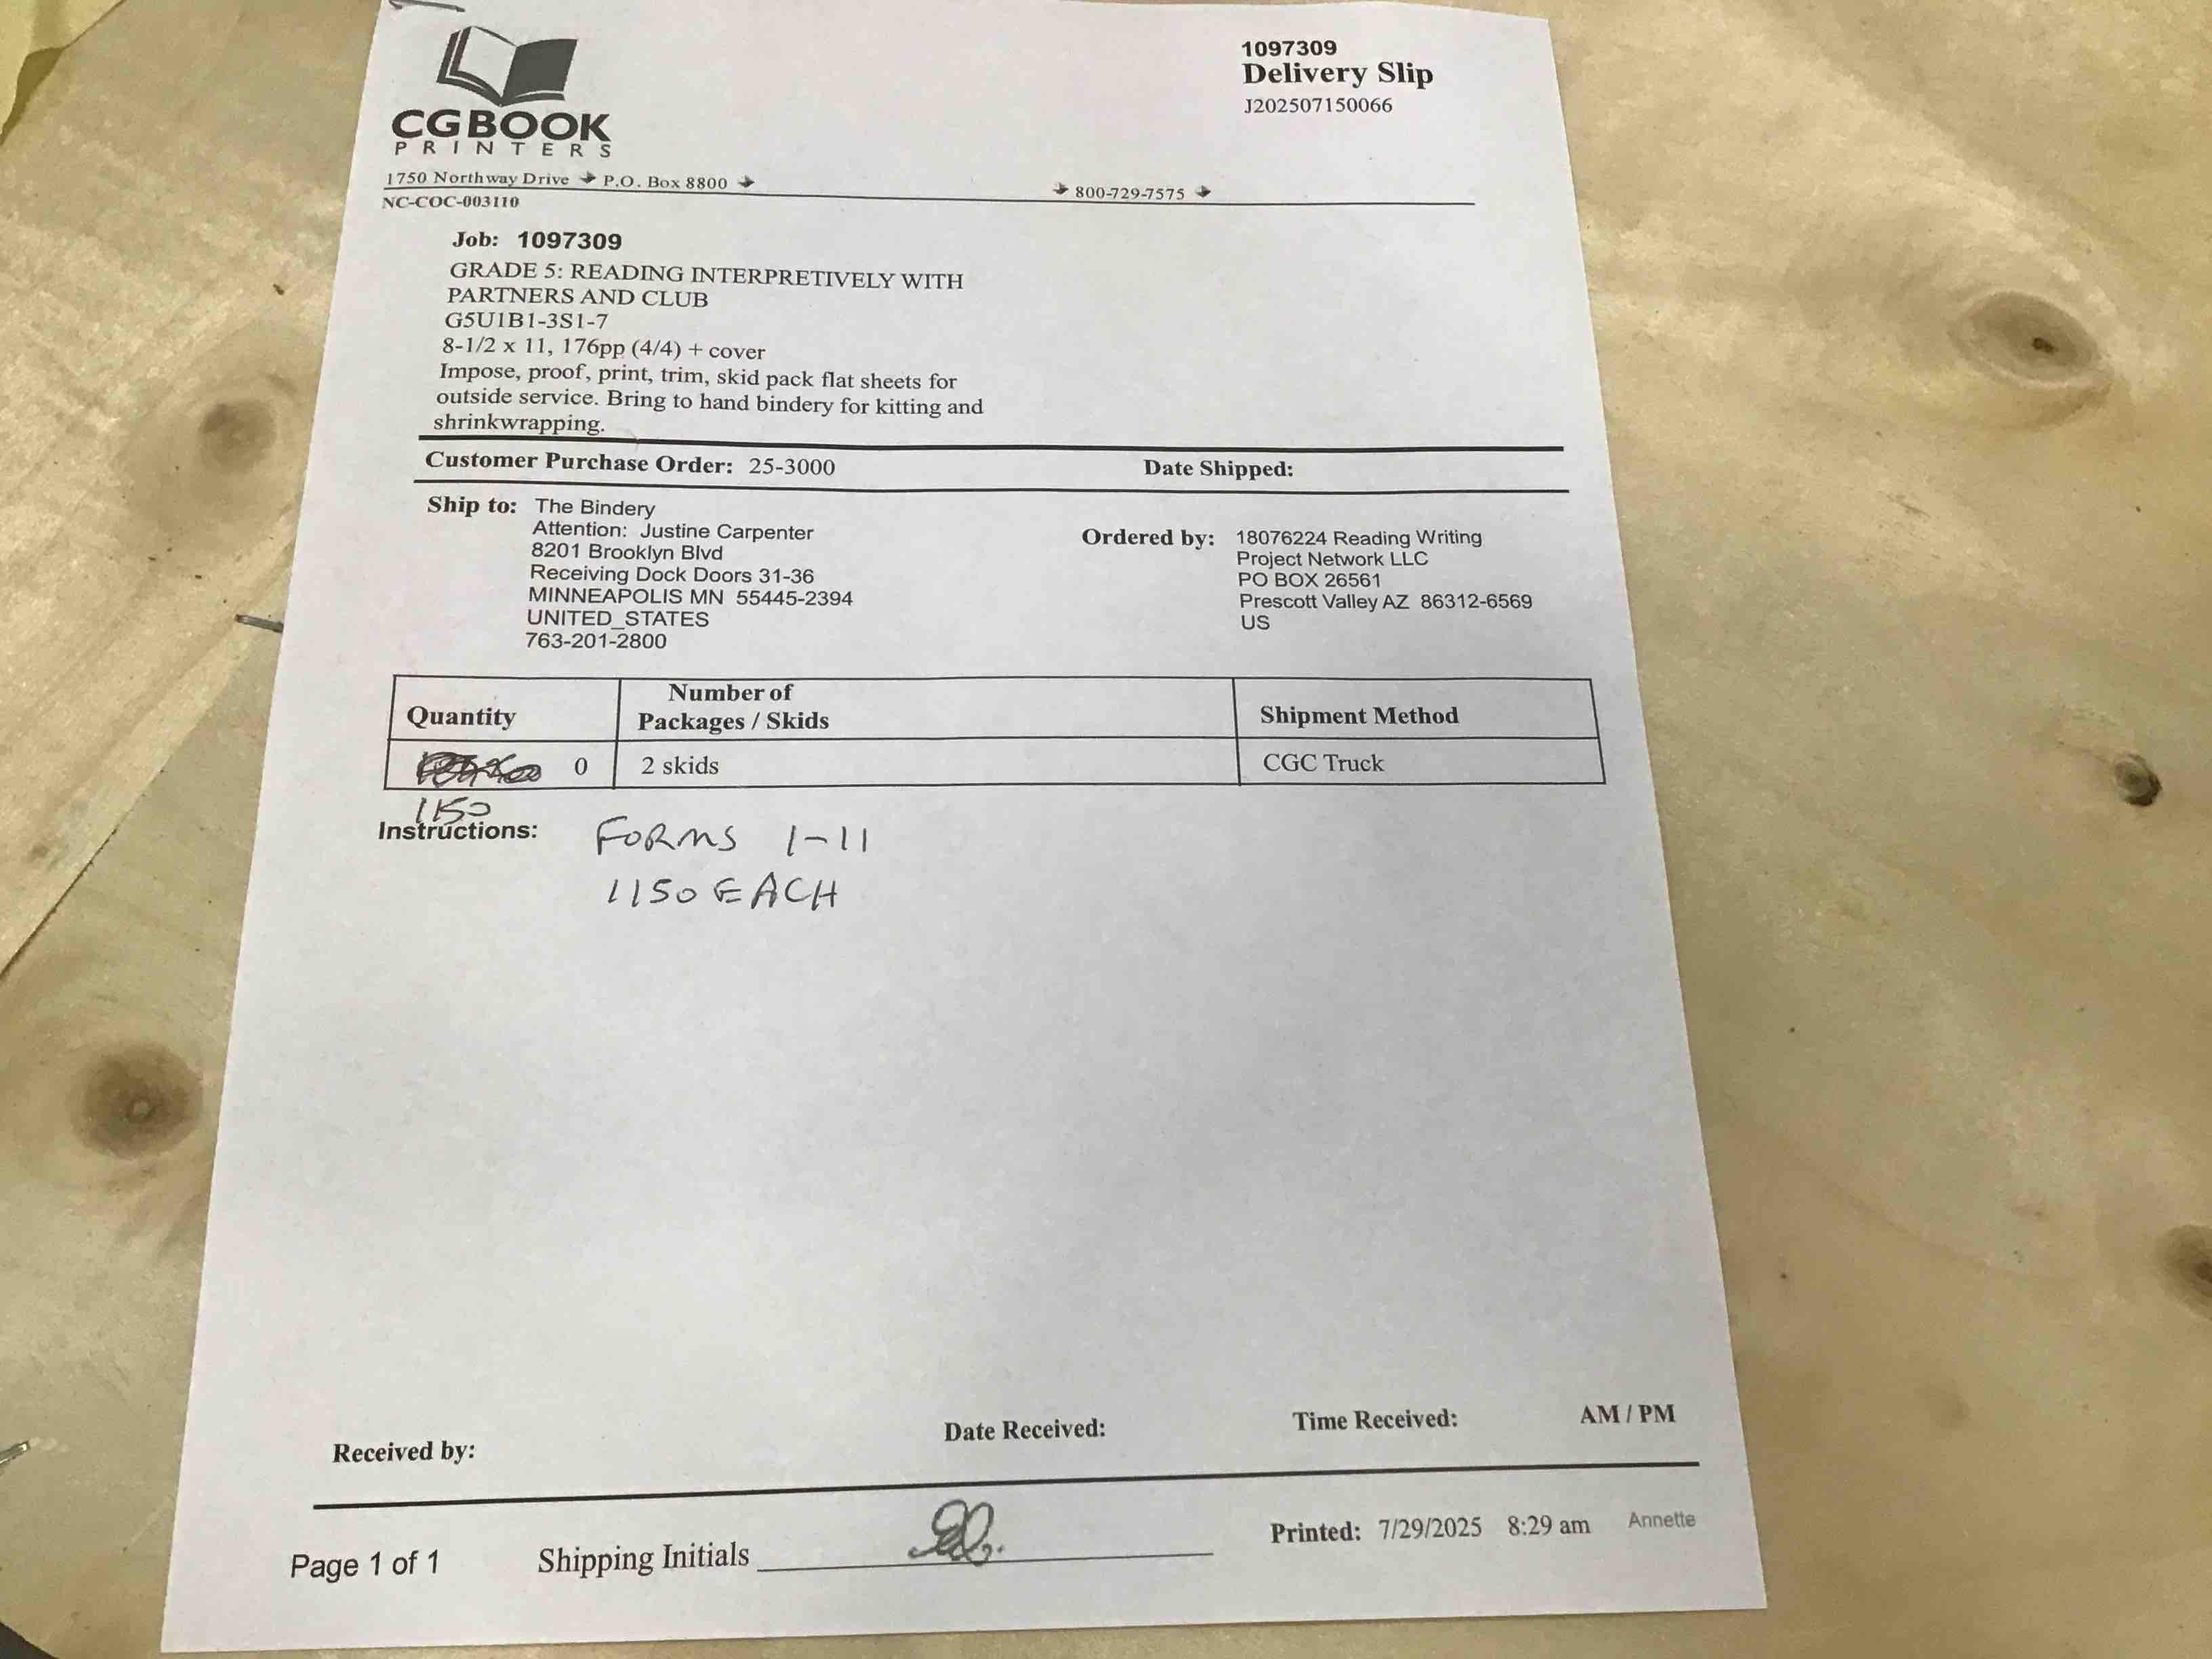 CGBOOK
PRINTERS
1097309
Delivery Slip
J202507150066
1750 Northway Drive P.O. Box 8800 800-729-7575
NC-COC-003110
Job: 1097309
GRADE 5: READING INTERPRETIVELY WITH
PARTNERS AND CLUB
G5U1B1-3S1-7
8-1/2 x 11, 176pp (4/4) + cover
Impose, proof, print, trim, skid pack flat sheets for
outside service. Bring to hand bindery for kitting and
shrinkwrapping.
Customer Purchase Order: 25-3000 Date Shipped:
Ship to: The Bindery
Attention: Justine Carpenter
8201 Brooklyn Blvd
Receiving Dock Doors 31-36
MINNEAPOLIS MN 55445-2394
UNITED_STATES
763-201-2800
Ordered by: 18076224 Reading Writing
Project Network LLC
PO BOX 26561
Prescott Valley AZ 86312-6569
US
Quantity
Number of
Packages / Skids
Shipment Method
0 2 skids CGC Truck
1150
Instructions: FORMS 1-11
1150 EACH
Received by: Date Received: Time Received: AM / PM
Page 1 of 1 Shipping Initials Printed: 7/29/2025 8:29 am Annette